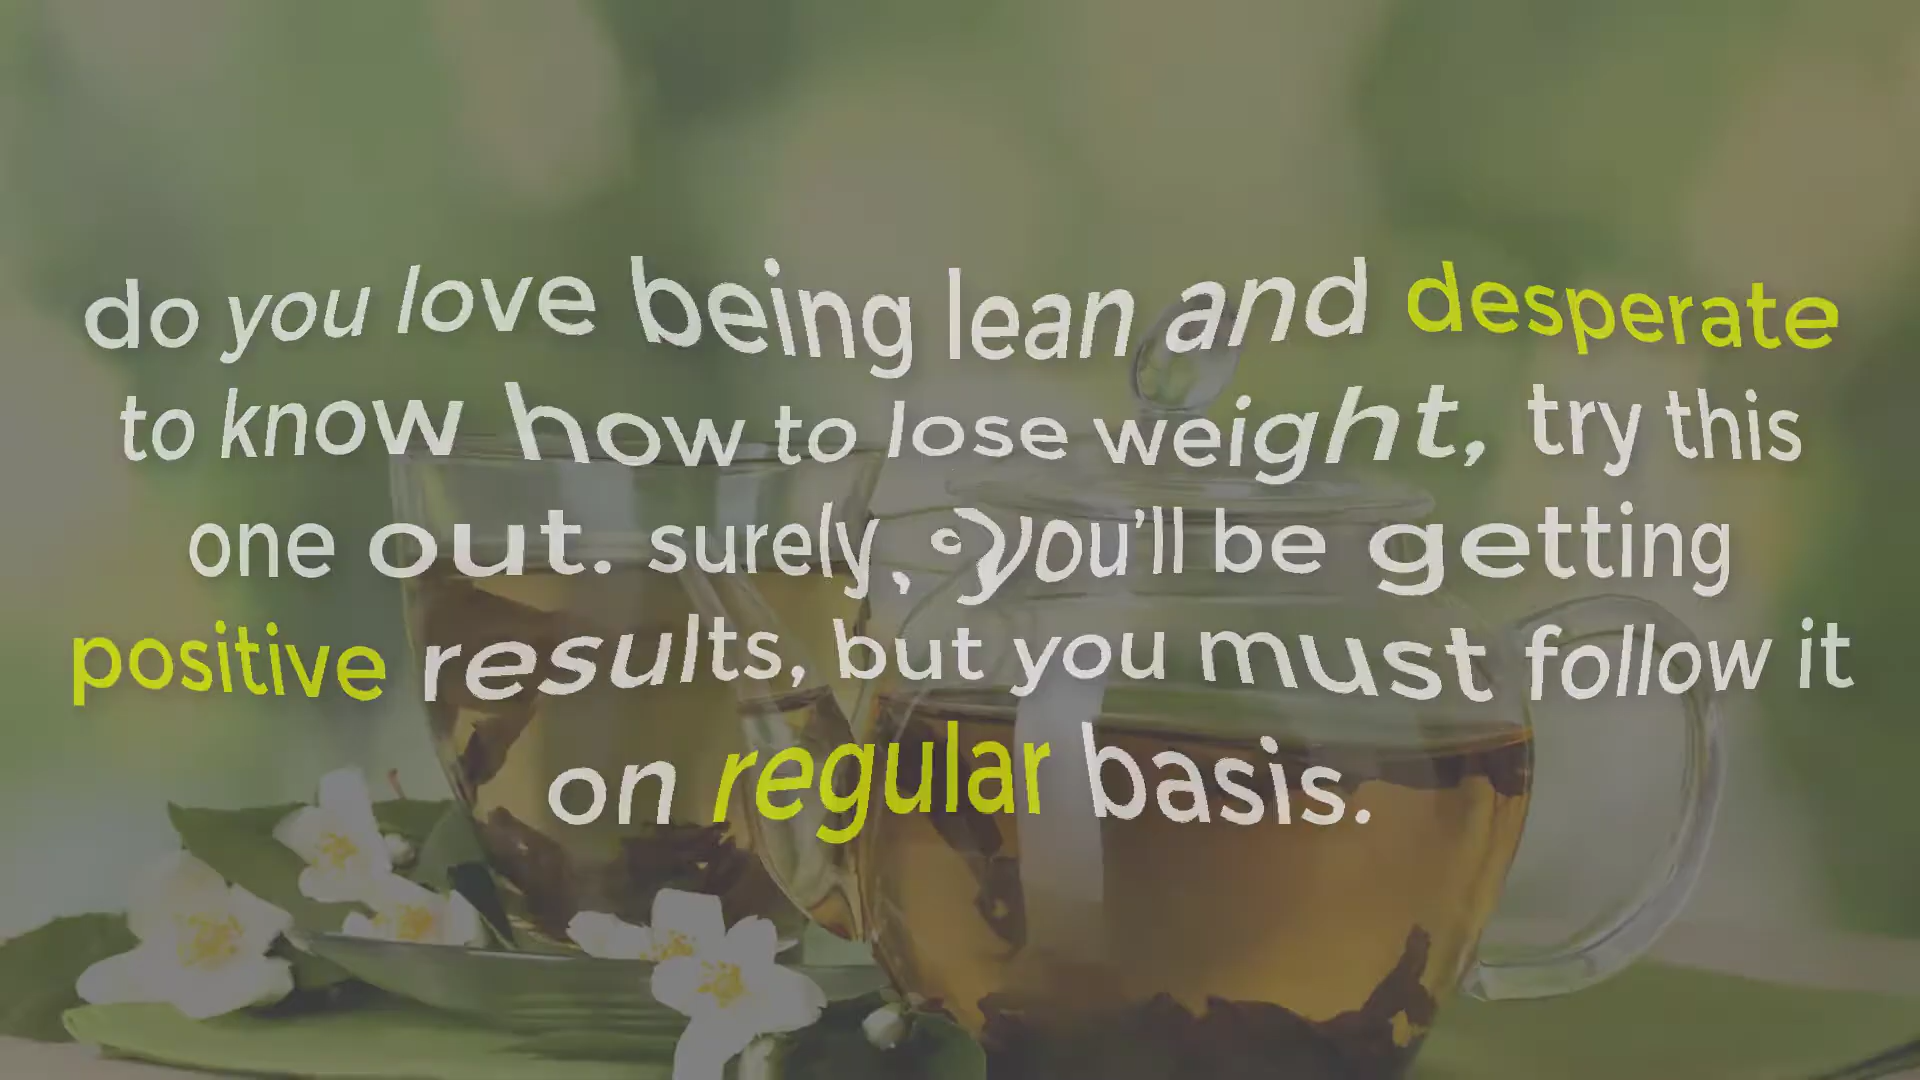 do you love being lean and desperate
to know how to lose weight, try this
one out. surely, you'll be getting
positive results, but you must follow it
on regular basis.